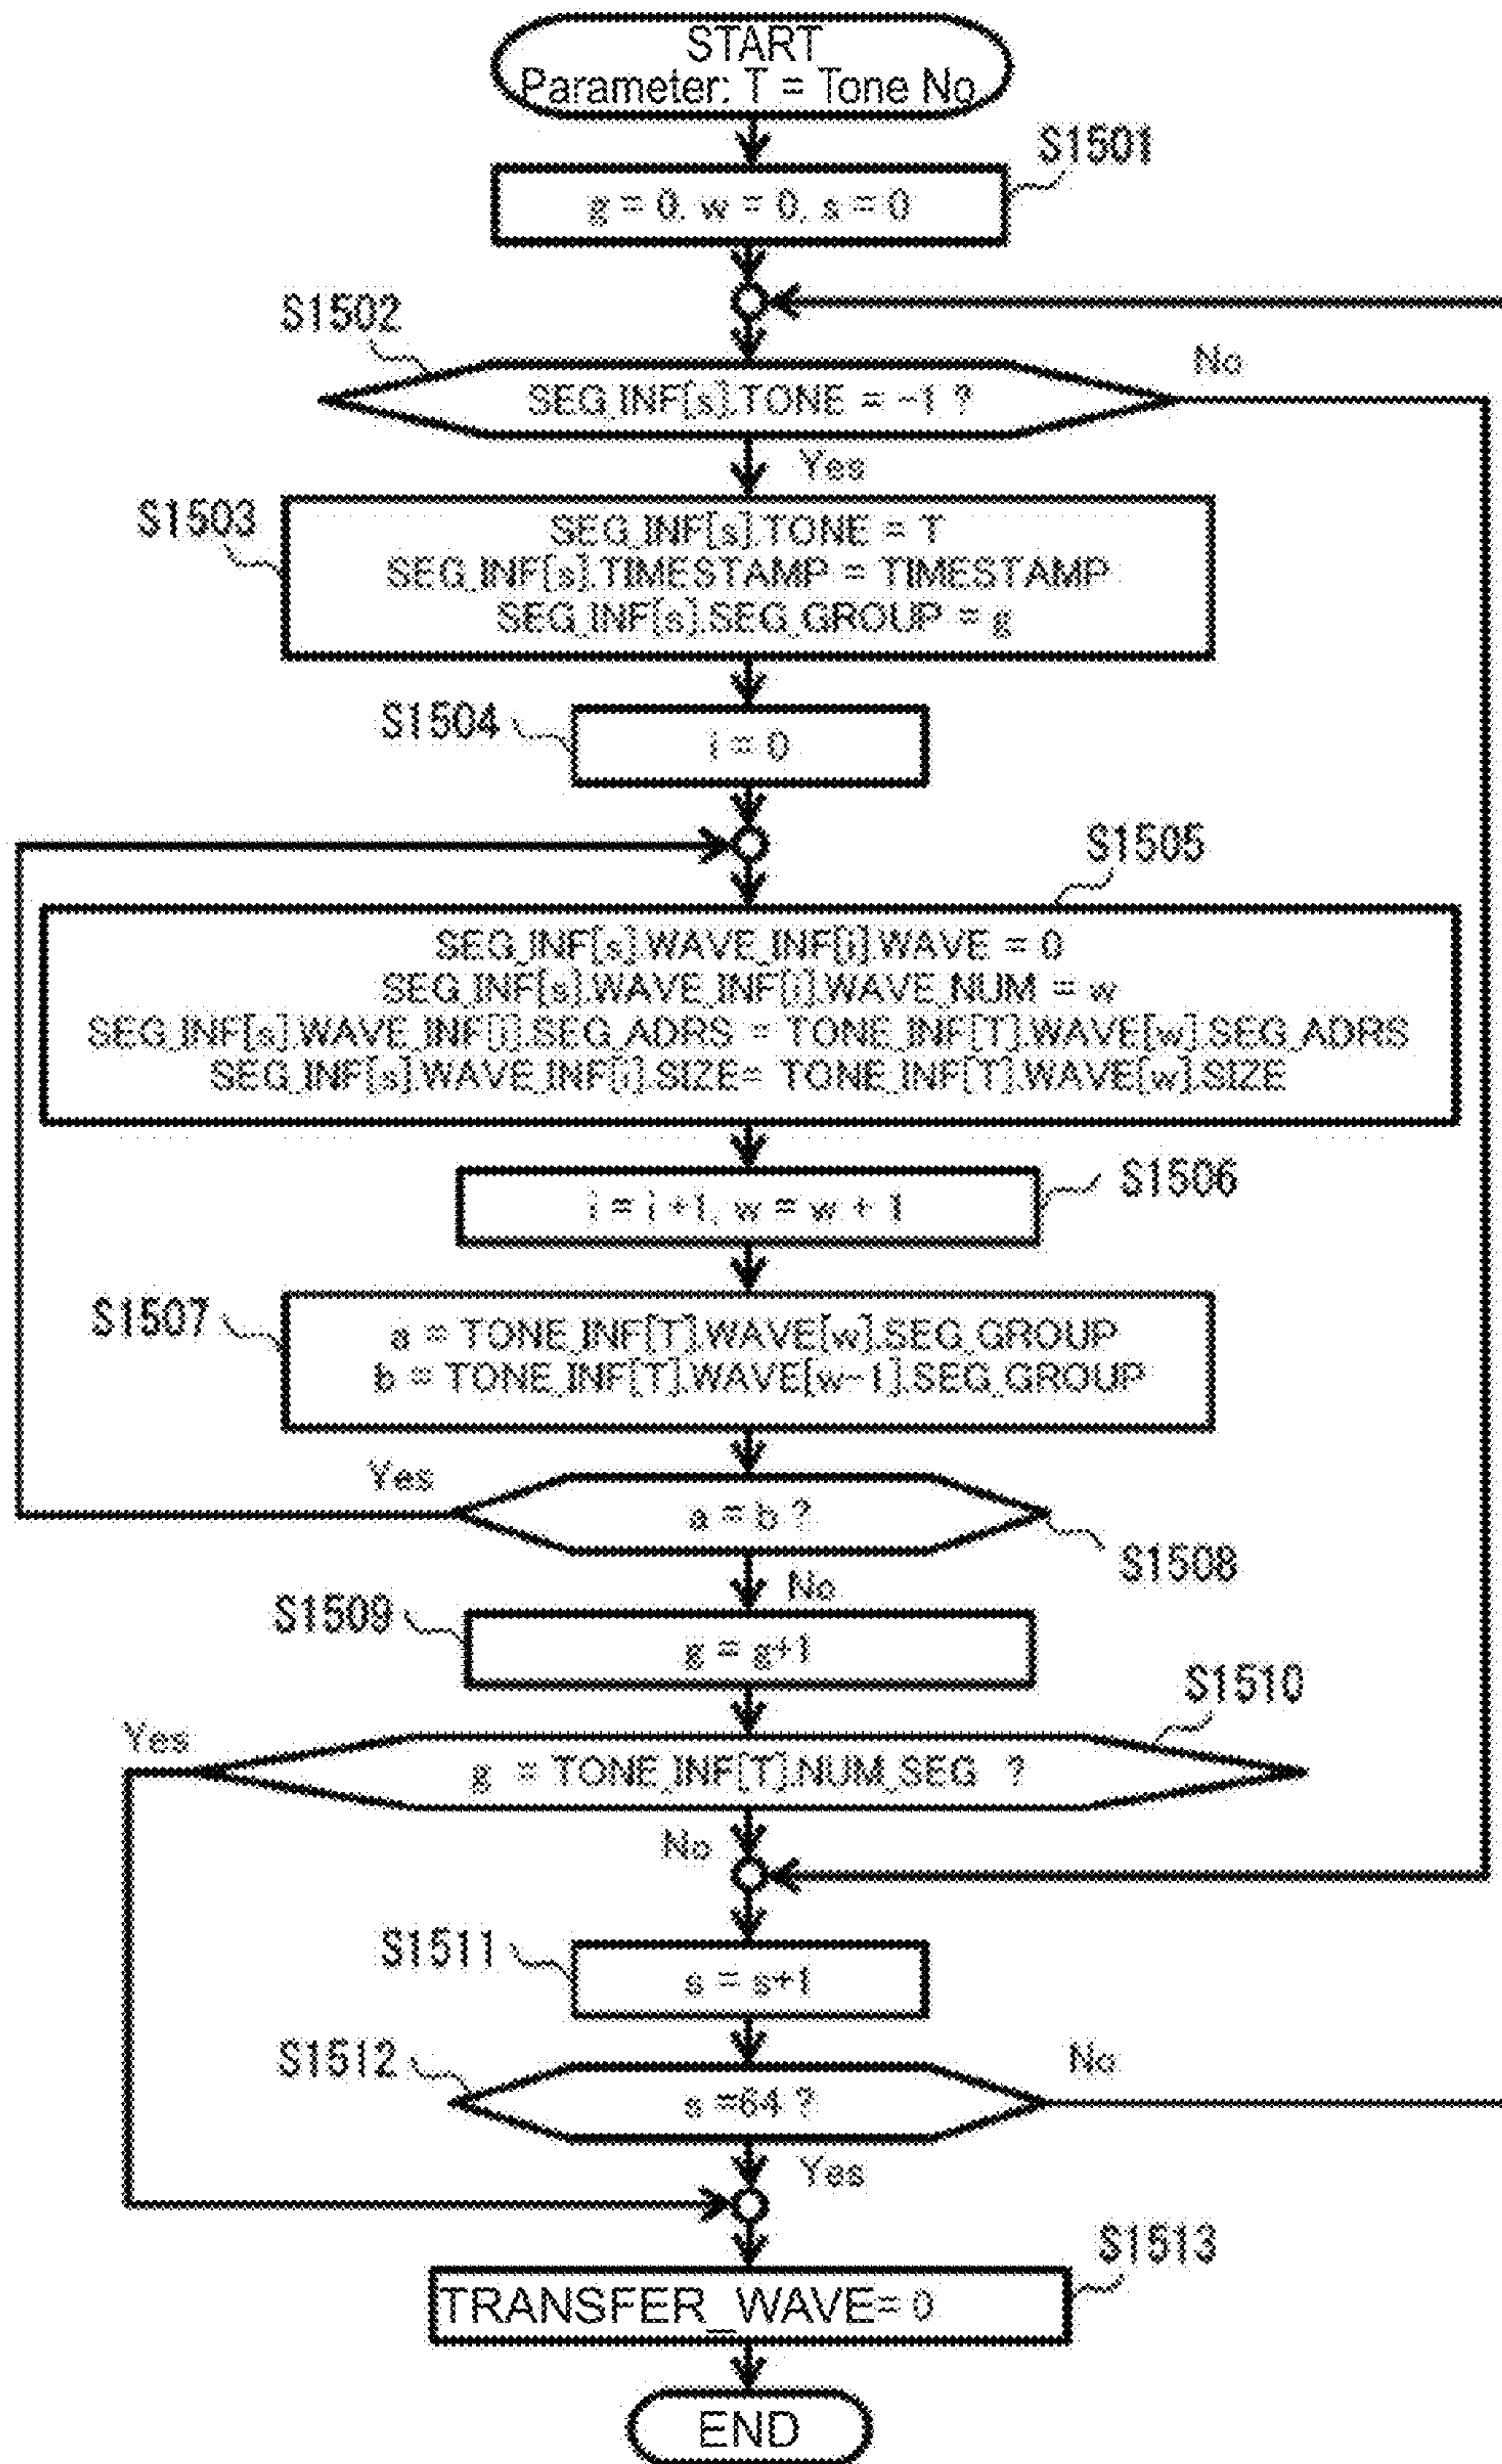 START
Parameter: T = Tone No
S1501
g = 0, w = 0, s = 0
S1502
No
SEG_INF[s].TONE = -1 ?
Yes
S1503
SEG_INF[s].TONE = T
SEG_INF[s].TIMESTAMP = TIMESTAMP
SEG_INF[s].SEG_GROUP = g
S1504
i = 0
S1505
SEG_INF[s].WAVE_INF[i].WAVE = 0
SEG_INF[s].WAVE_INF[i].WAVE_NUM = w
SEG_INF[s].WAVE_INF[i].SEG_ADRS = TONE_INF[T].WAVE[w].SEG_ADRS
SEG_INF[s].WAVE_INF[i].SIZE= TONE_INF[T].WAVE[w].SIZE
S1506
i = i +1, w = w + 1
S1507
a = TONE_INF[T].WAVE[w].SEG_GROUP
b = TONE_INF[T].WAVE[w-1].SEG_GROUP
Yes
a = b ?
S1508
No
S1509
g = g+1
S1510
Yes
g = TONE_INF[T].NUM_SEG ?
No
S1511
s = s+1
S1512
No
s =64 ?
Yes
S1513
TRANSFER_WAVE= 0
END